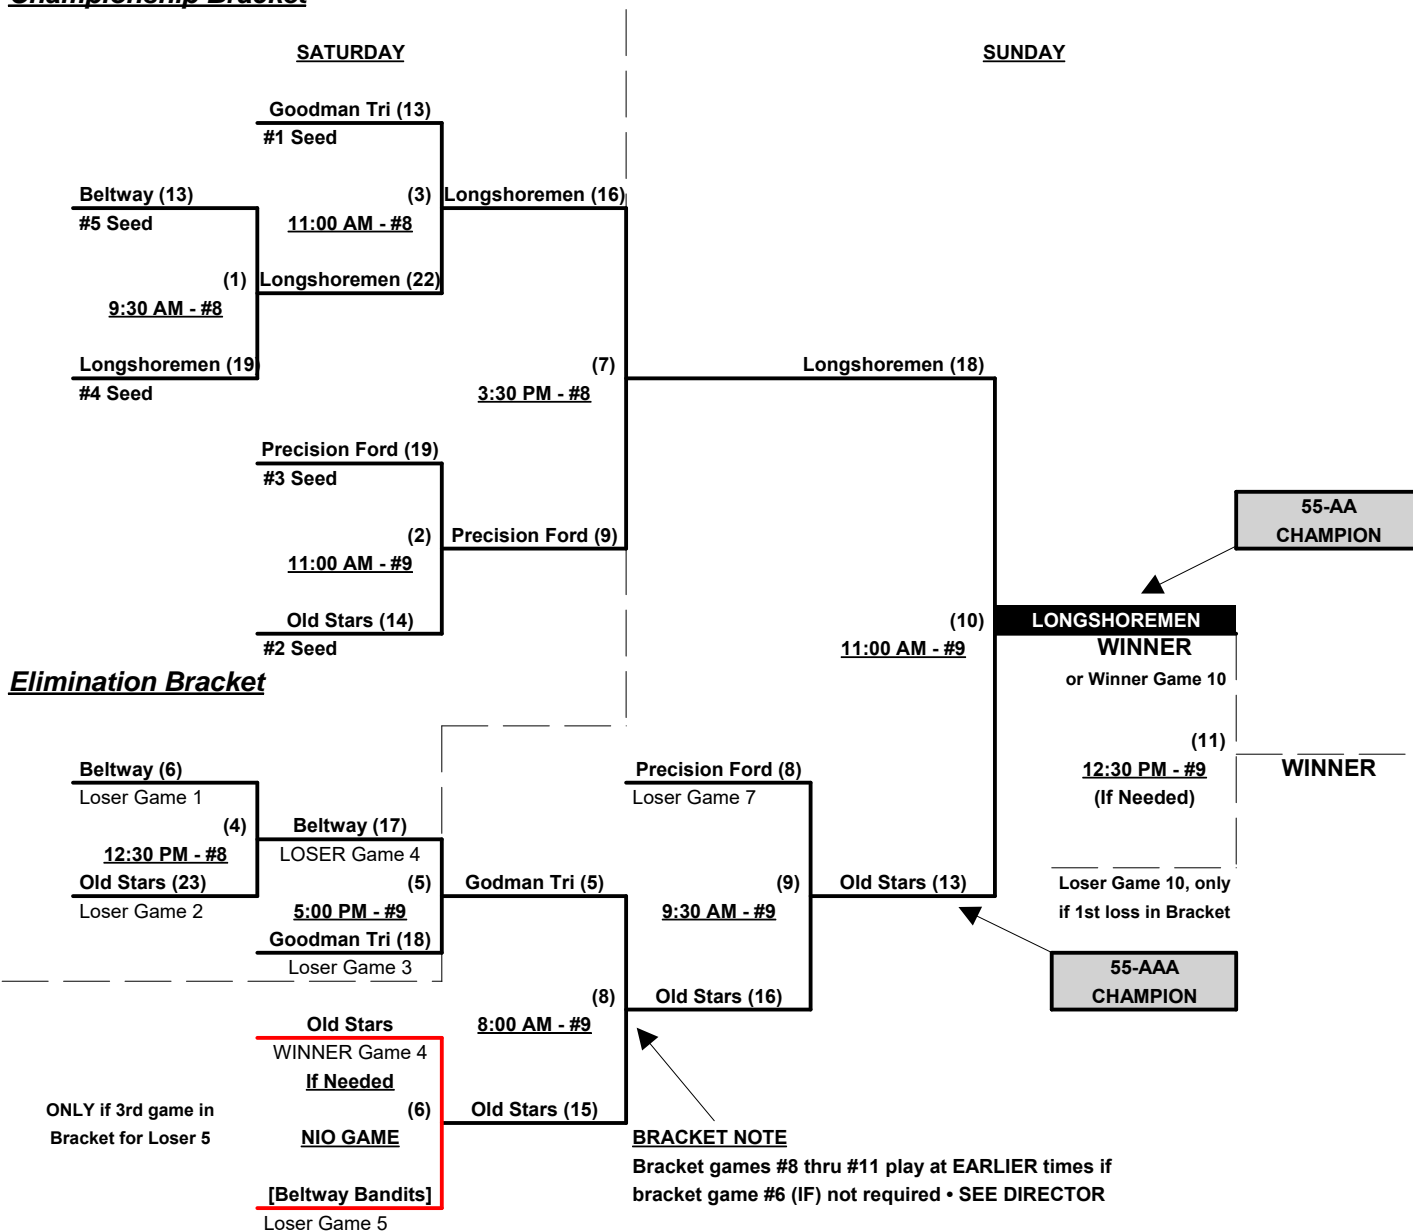 Championship Bracket
SATURDAY
SUNDAY
Goodman Tri (13)
#1 Seed
Beltway (13)
#5 Seed
(3)
11:00 AM - #8
Longshoremen (16)
(1)
9:30 AM - #8
Longshoremen (22)
Longshoremen (19)
#4 Seed
(7)
3:30 PM - #8
Longshoremen (18)
Precision Ford (19)
#3 Seed
(2)
11:00 AM - #9
Precision Ford (9)
Old Stars (14)
#2 Seed
55-AA
CHAMPION
(10)
11:00 AM - #9
LONGSHOREMEN
WINNER
or Winner Game 10
(11)
12:30 PM - #9
(If Needed)
WINNER
Loser Game 10, only
if 1st loss in Bracket
Elimination Bracket
Beltway (6)
Loser Game 1
(4)
12:30 PM - #8
Old Stars (23)
Loser Game 2
Beltway (17)
LOSER Game 4
(5)
5:00 PM - #9
Goodman Tri (18)
Loser Game 3
Godman Tri (5)
Precision Ford (8)
Loser Game 7
(9)
9:30 AM - #9
Old Stars (13)
55-AAA
CHAMPION
(8)
8:00 AM - #9
Old Stars (16)
Old Stars
WINNER Game 4
If Needed
(6)
NIO GAME
[Beltway Bandits]
Loser Game 5
ONLY if 3rd game in
Bracket for Loser 5
Old Stars (15)
BRACKET NOTE
Bracket games #8 thru #11 play at EARLIER times if
bracket game #6 (IF) not required • SEE DIRECTOR